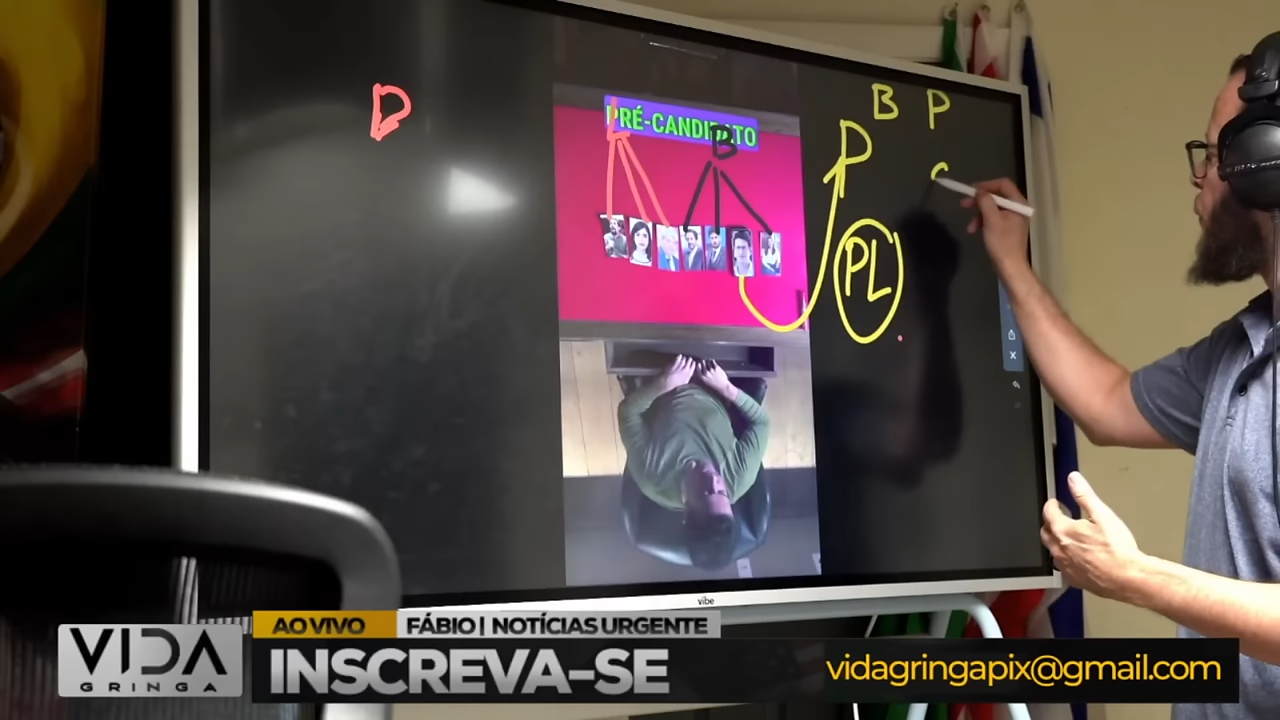 D
PRÉ-CANDIDATO
B
B P
P
PL
vibe
AO VIVO
FÁBIO | NOTÍCIAS URGENTE
VIDA
GRINGA
INSCREVA-SE
vidagringapix@gmail.com